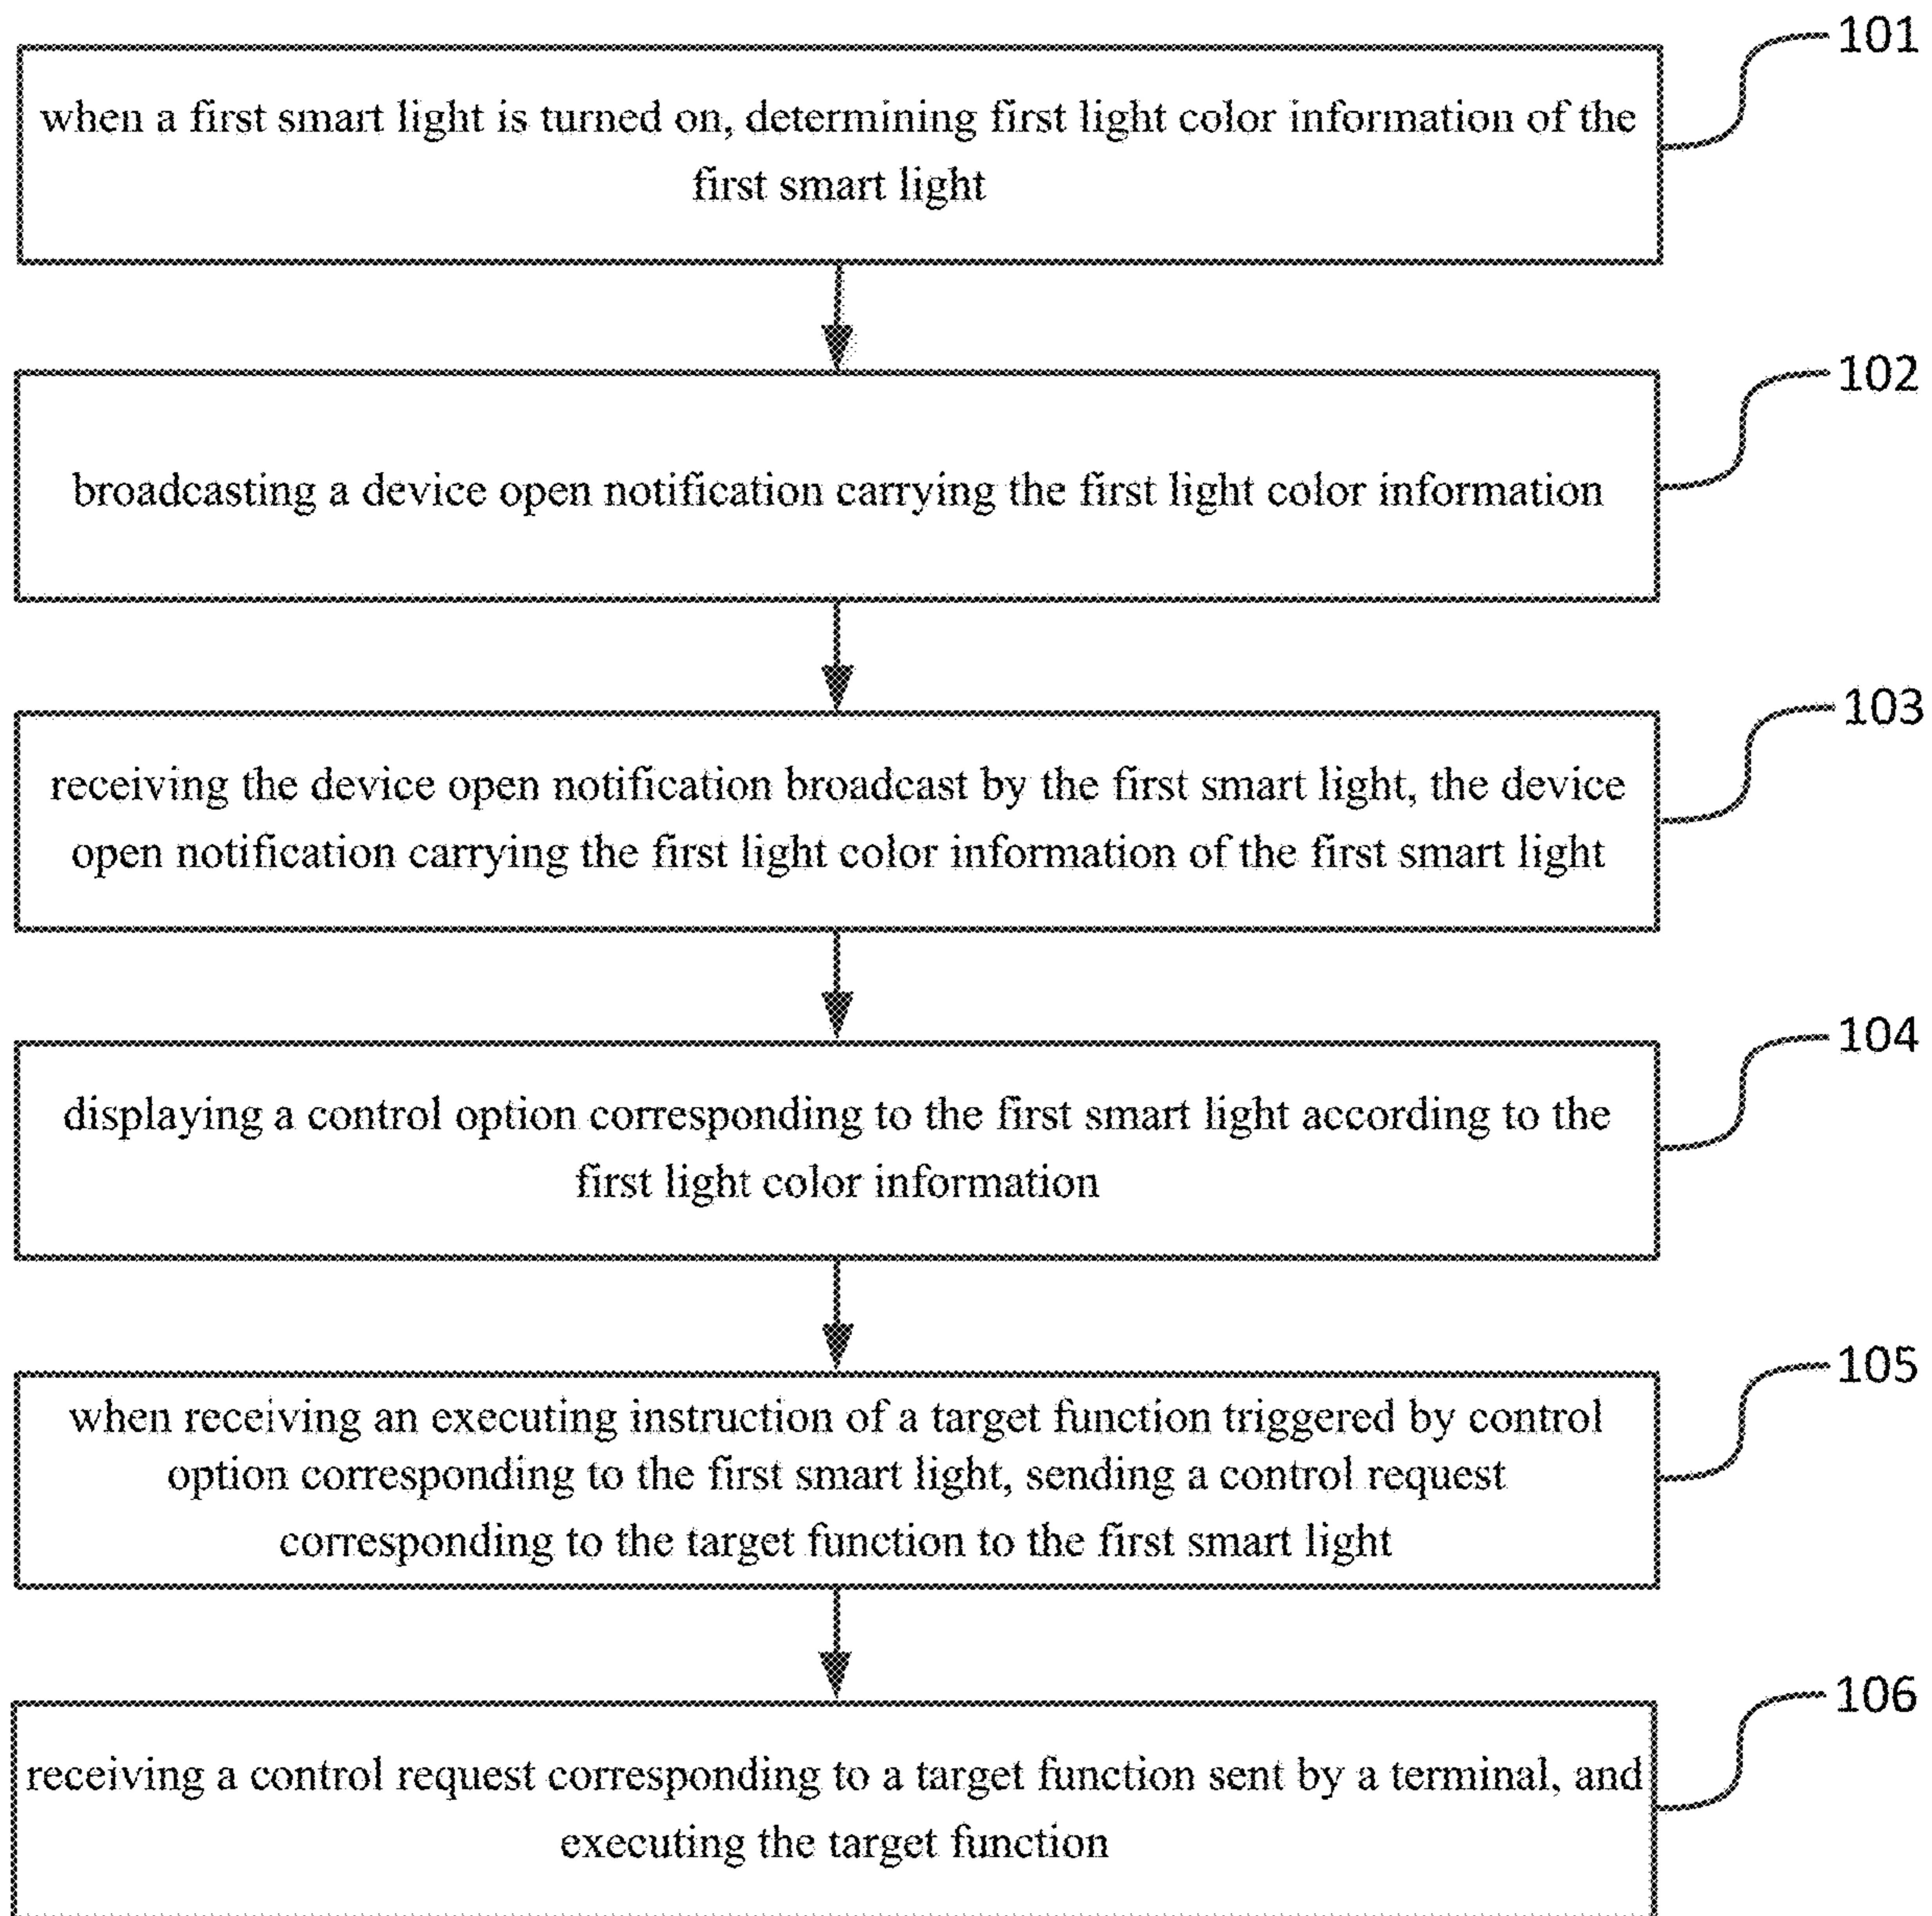 101
when a first smart light is turned on, determining first light color information of the
first smart light
102
broadcasting a device open notification carrying the first light color information
103
receiving the device open notification broadcast by the first smart light, the device
open notification carrying the first light color information of the first smart light
104
displaying a control option corresponding to the first smart light according to the
first light color information
105
when receiving an executing instruction of a target function triggered by control
option corresponding to the first smart light, sending a control request
corresponding to the target function to the first smart light
106
receiving a control request corresponding to a target function sent by a terminal, and
executing the target function